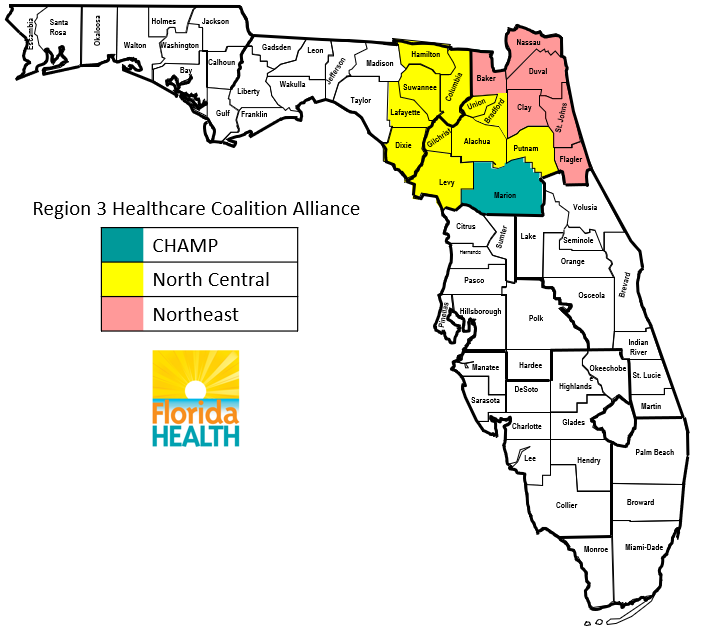 Escambia
Santa
Rosa
Okaloosa
Walton
Holmes
Washington
Jackson
Bay
Calhoun
Gulf
Liberty
Gadsden
Franklin
Leon
Wakulla
Jefferson
Madison
Taylor
Hamilton
Suwannee
Lafayette
Dixie
Columbia
Baker
Union
Bradford
Gilchrist
Alachua
Levy
Nassau
Duval
Clay
St. Johns
Putnam
Flagler
Marion
Region 3 Healthcare Coalition Alliance
CHAMP
North Central
Northeast
Florida
HEALTH
Citrus
Sumter
Hernando
Lake
Volusia
Seminole
Orange
Brevard
Pasco
Pinellas
Hillsborough
Polk
Osceola
Indian
River
Manatee
Hardee
Highlands
Okeechobee
St. Lucie
Sarasota
DeSoto
Martin
Charlotte
Glades
Lee
Hendry
Palm Beach
Collier
Broward
Monroe
Miami-Dade